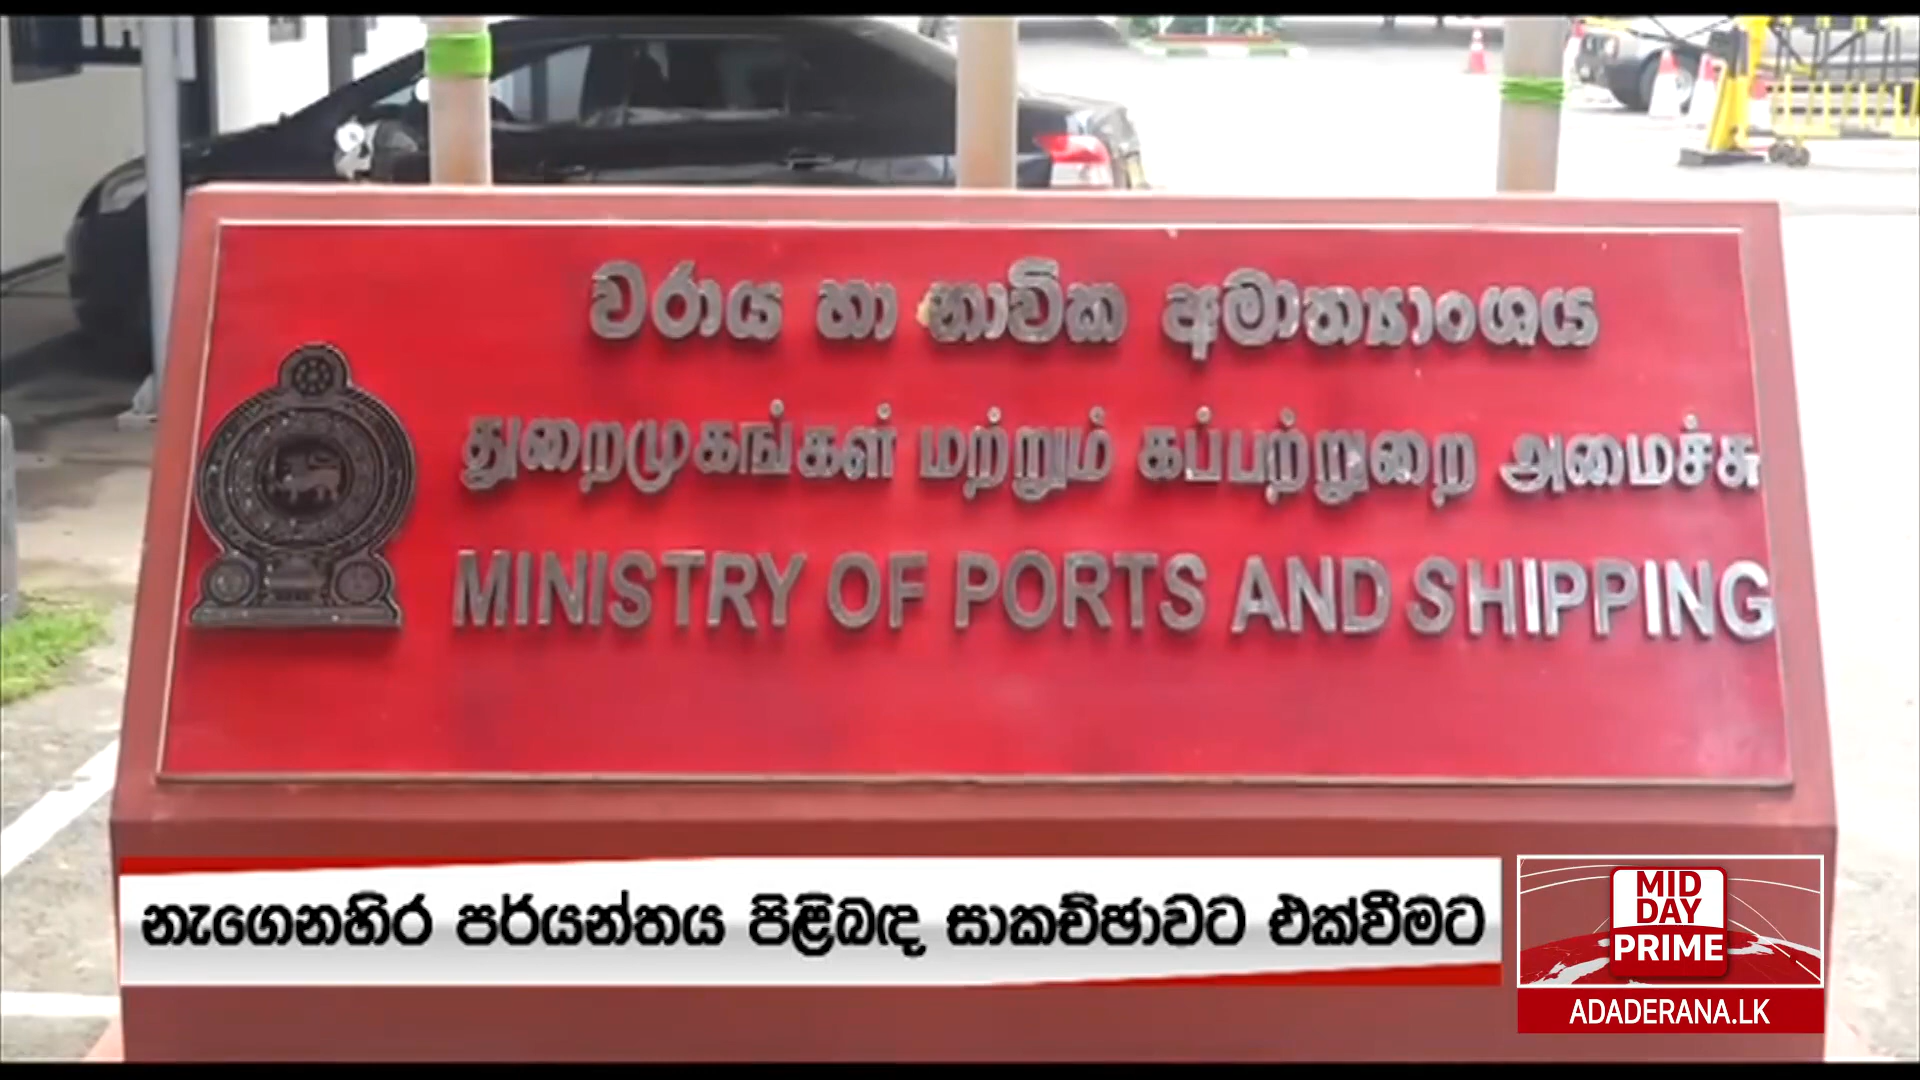 වරාය හා නාවික අමාත්‍යාංශය
துறைமுகங்கள் மற்றும் கப்பற்றுறை அமைச்சு
MINISTRY OF PORTS AND SHIPPING
නැගෙනහිර පර්යන්තය පිළිබඳ සාකච්ඡාවට එක්වීමට
MID
DAY
PRIME
ADADERANA.LK